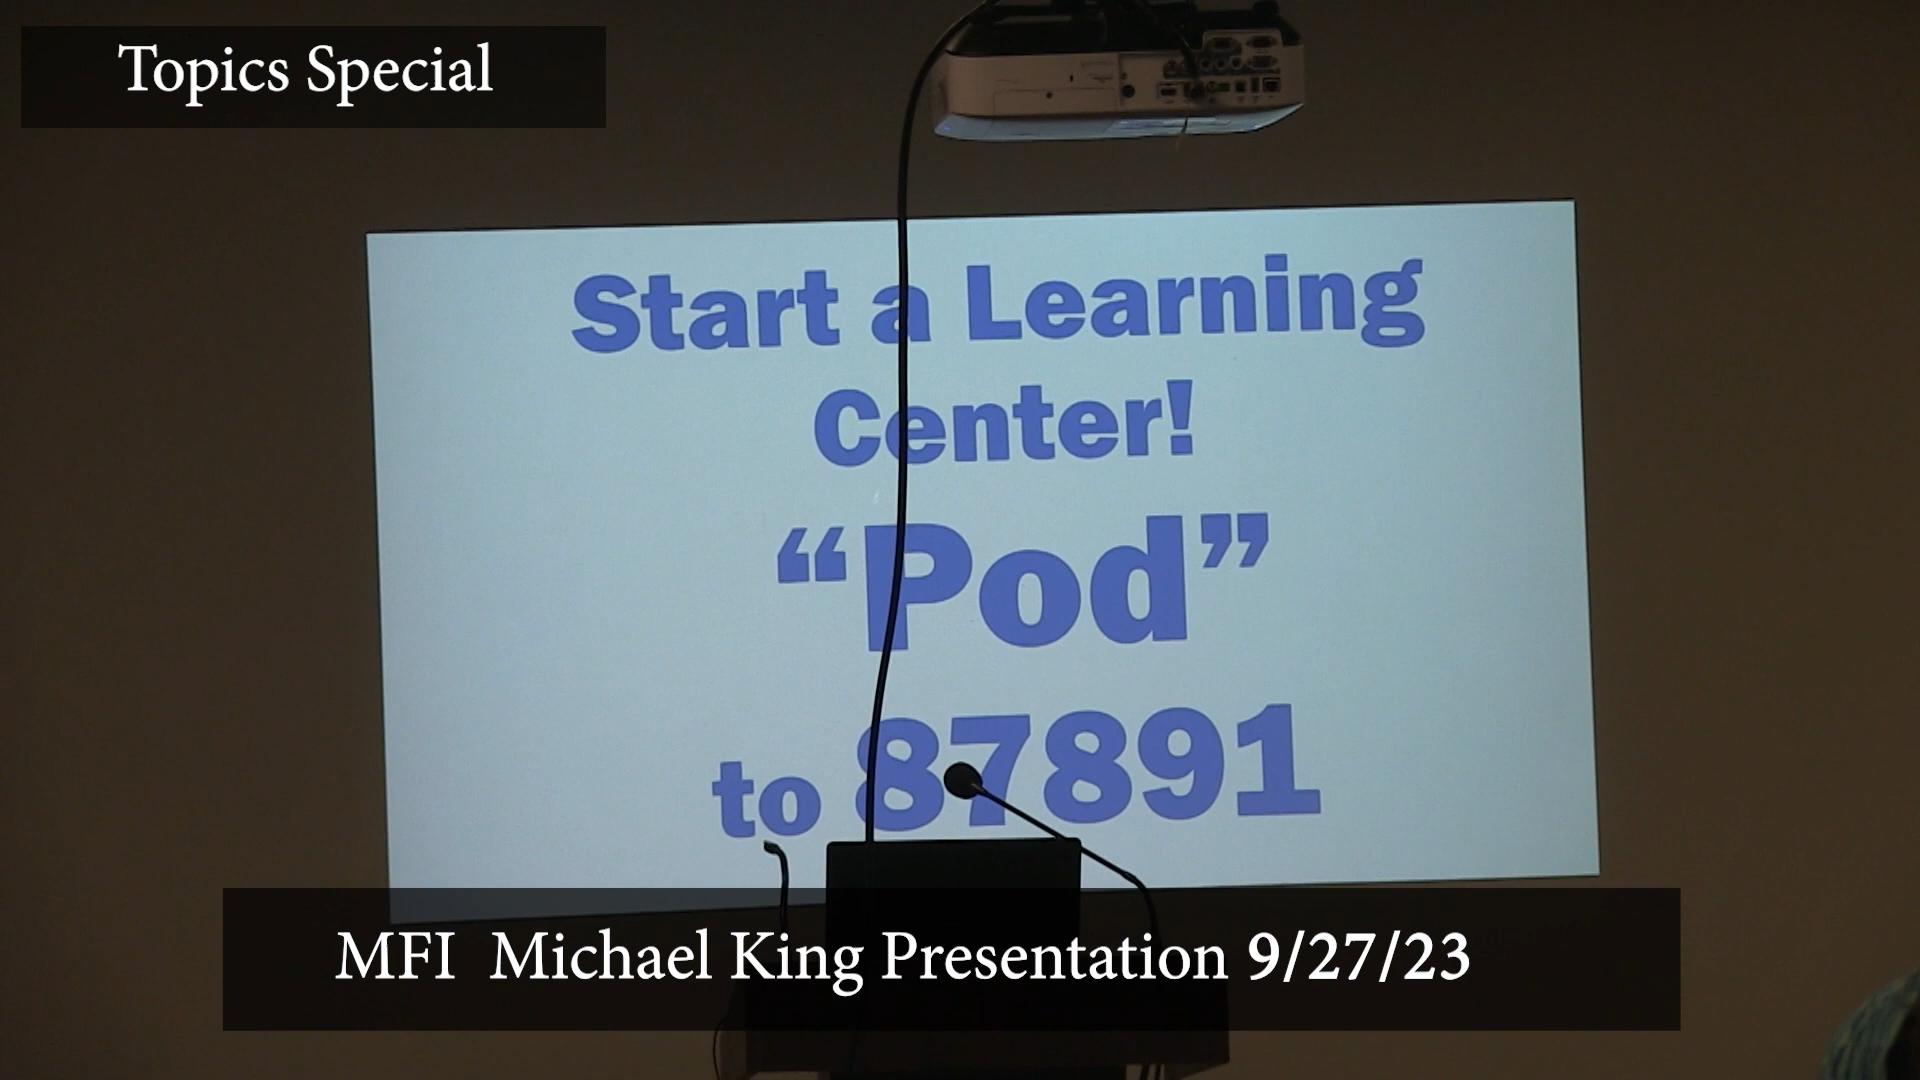 Topics Special
Start a Learning
Center!
“Pod”
to 87891
MFI  Michael King Presentation 9/27/23